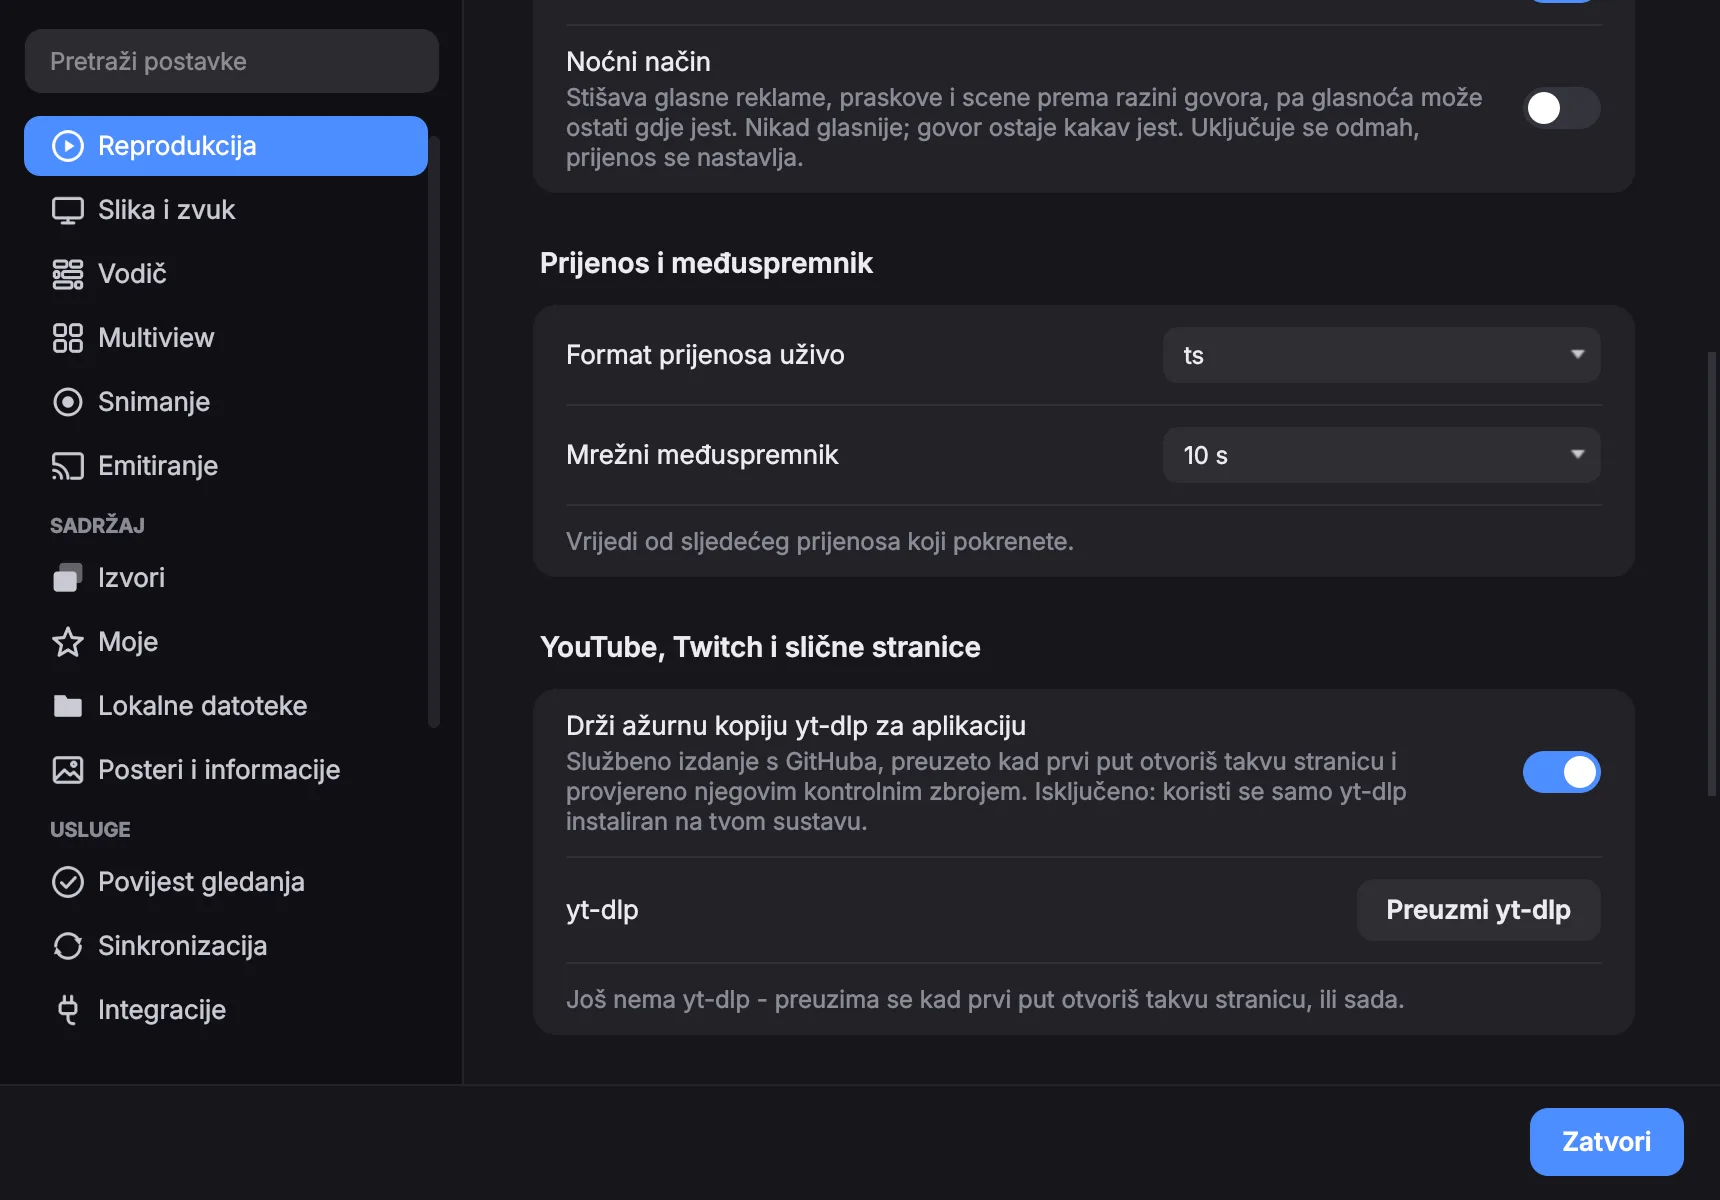 Pretraži postavke
Reprodukcija
Slika i zvuk
Vodič
Multiview
Snimanje
Emitiranje
SADRŽAJ
Izvori
Moje
Lokalne datoteke
Posteri i informacije
USLUGE
Povijest gledanja
Sinkronizacija
Integracije
Noćni način
Stišava glasne reklame, praskove i scene prema razini govora, pa glasnoća može
ostati gdje jest. Nikad glasnije; govor ostaje kakav jest. Uključuje se odmah,
prijenos se nastavlja.
Prijenos i međuspremnik
Format prijenosa uživo
ts
Mrežni međuspremnik
10 s
Vrijedi od sljedećeg prijenosa koji pokrenete.
YouTube, Twitch i slične stranice
Drži ažurnu kopiju yt-dlp za aplikaciju
Službeno izdanje s GitHuba, preuzeto kad prvi put otvoriš takvu stranicu i
provjereno njegovim kontrolnim zbrojem. Isključeno: koristi se samo yt-dlp
instaliran na tvom sustavu.
yt-dlp
Preuzmi yt-dlp
Još nema yt-dlp - preuzima se kad prvi put otvoriš takvu stranicu, ili sada.
Zatvori